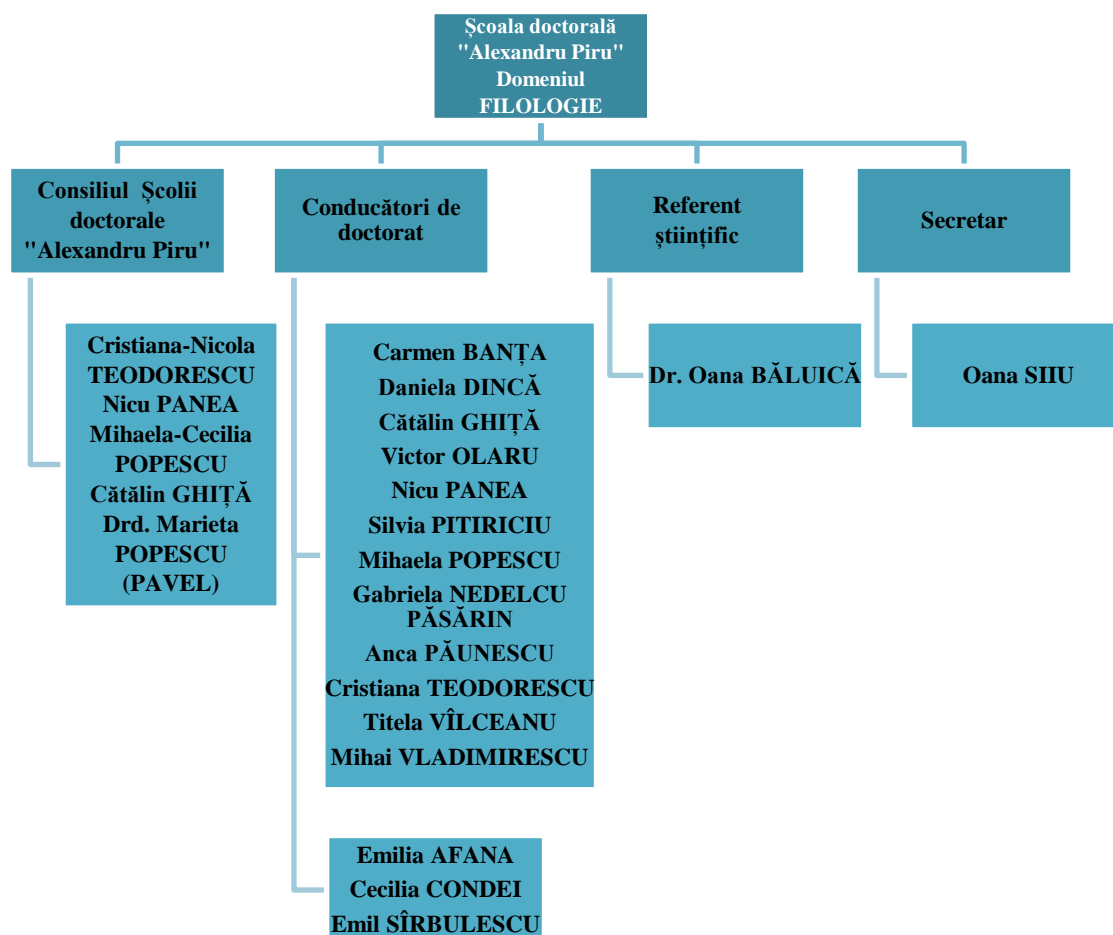 Școala doctorală
"Alexandru Piru"
Domeniul
FILOLOGIE
Consiliul Școlii
doctorale
"Alexandru Piru"
Conducători de
doctorat
Referent
științific
Secretar
Cristiana-Nicola
TEODORESCU
Nicu PANEA
Mihaela-Cecilia
POPESCU
Cătălin GHIȚĂ
Drd. Marieta
POPESCU
(PAVEL)
Carmen BANȚA
Daniela DINCĂ
Cătălin GHIȚĂ
Victor OLARU
Nicu PANEA
Silvia PITIRICIU
Mihaela POPESCU
Gabriela NEDELCU
PĂSĂRIN
Anca PĂUNESCU
Cristiana TEODORESCU
Titela VÎLCEANU
Mihai VLADIMIRESCU
Emilia AFANA
Cecilia CONDEI
Emil SÎRBULESCU
Dr. Oana BĂLUICĂ
Oana SIIU